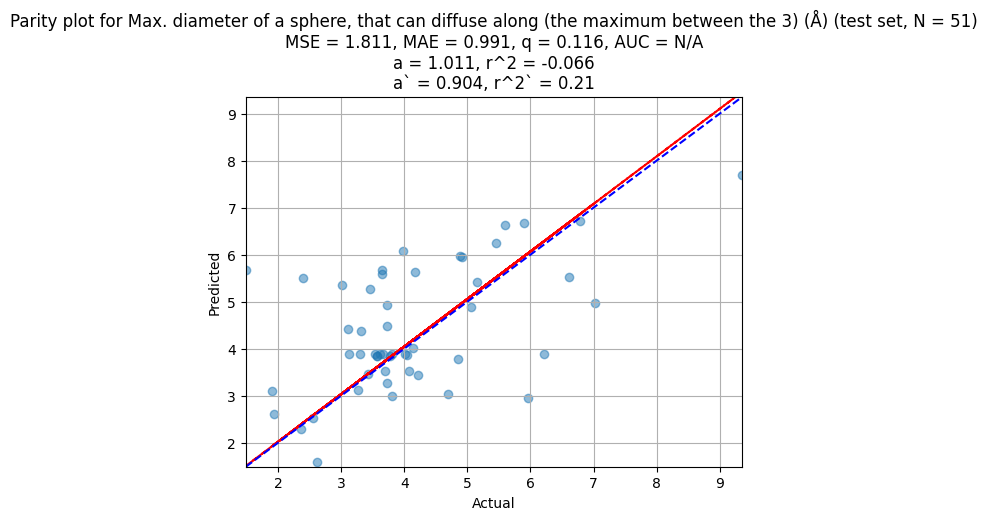 Parity plot for Max. diameter of a sphere, that can diffuse along (the maximum between the 3) (Å) (test set, N = 51)
MSE = 1.811, MAE = 0.991, q = 0.116, AUC = N/A
a = 1.011, r^2 = -0.066
a` = 0.904, r^2` = 0.21
9
8
7
6
5
4
3
2
Predicted
2 3 4 5 6 7 8 9
Actual